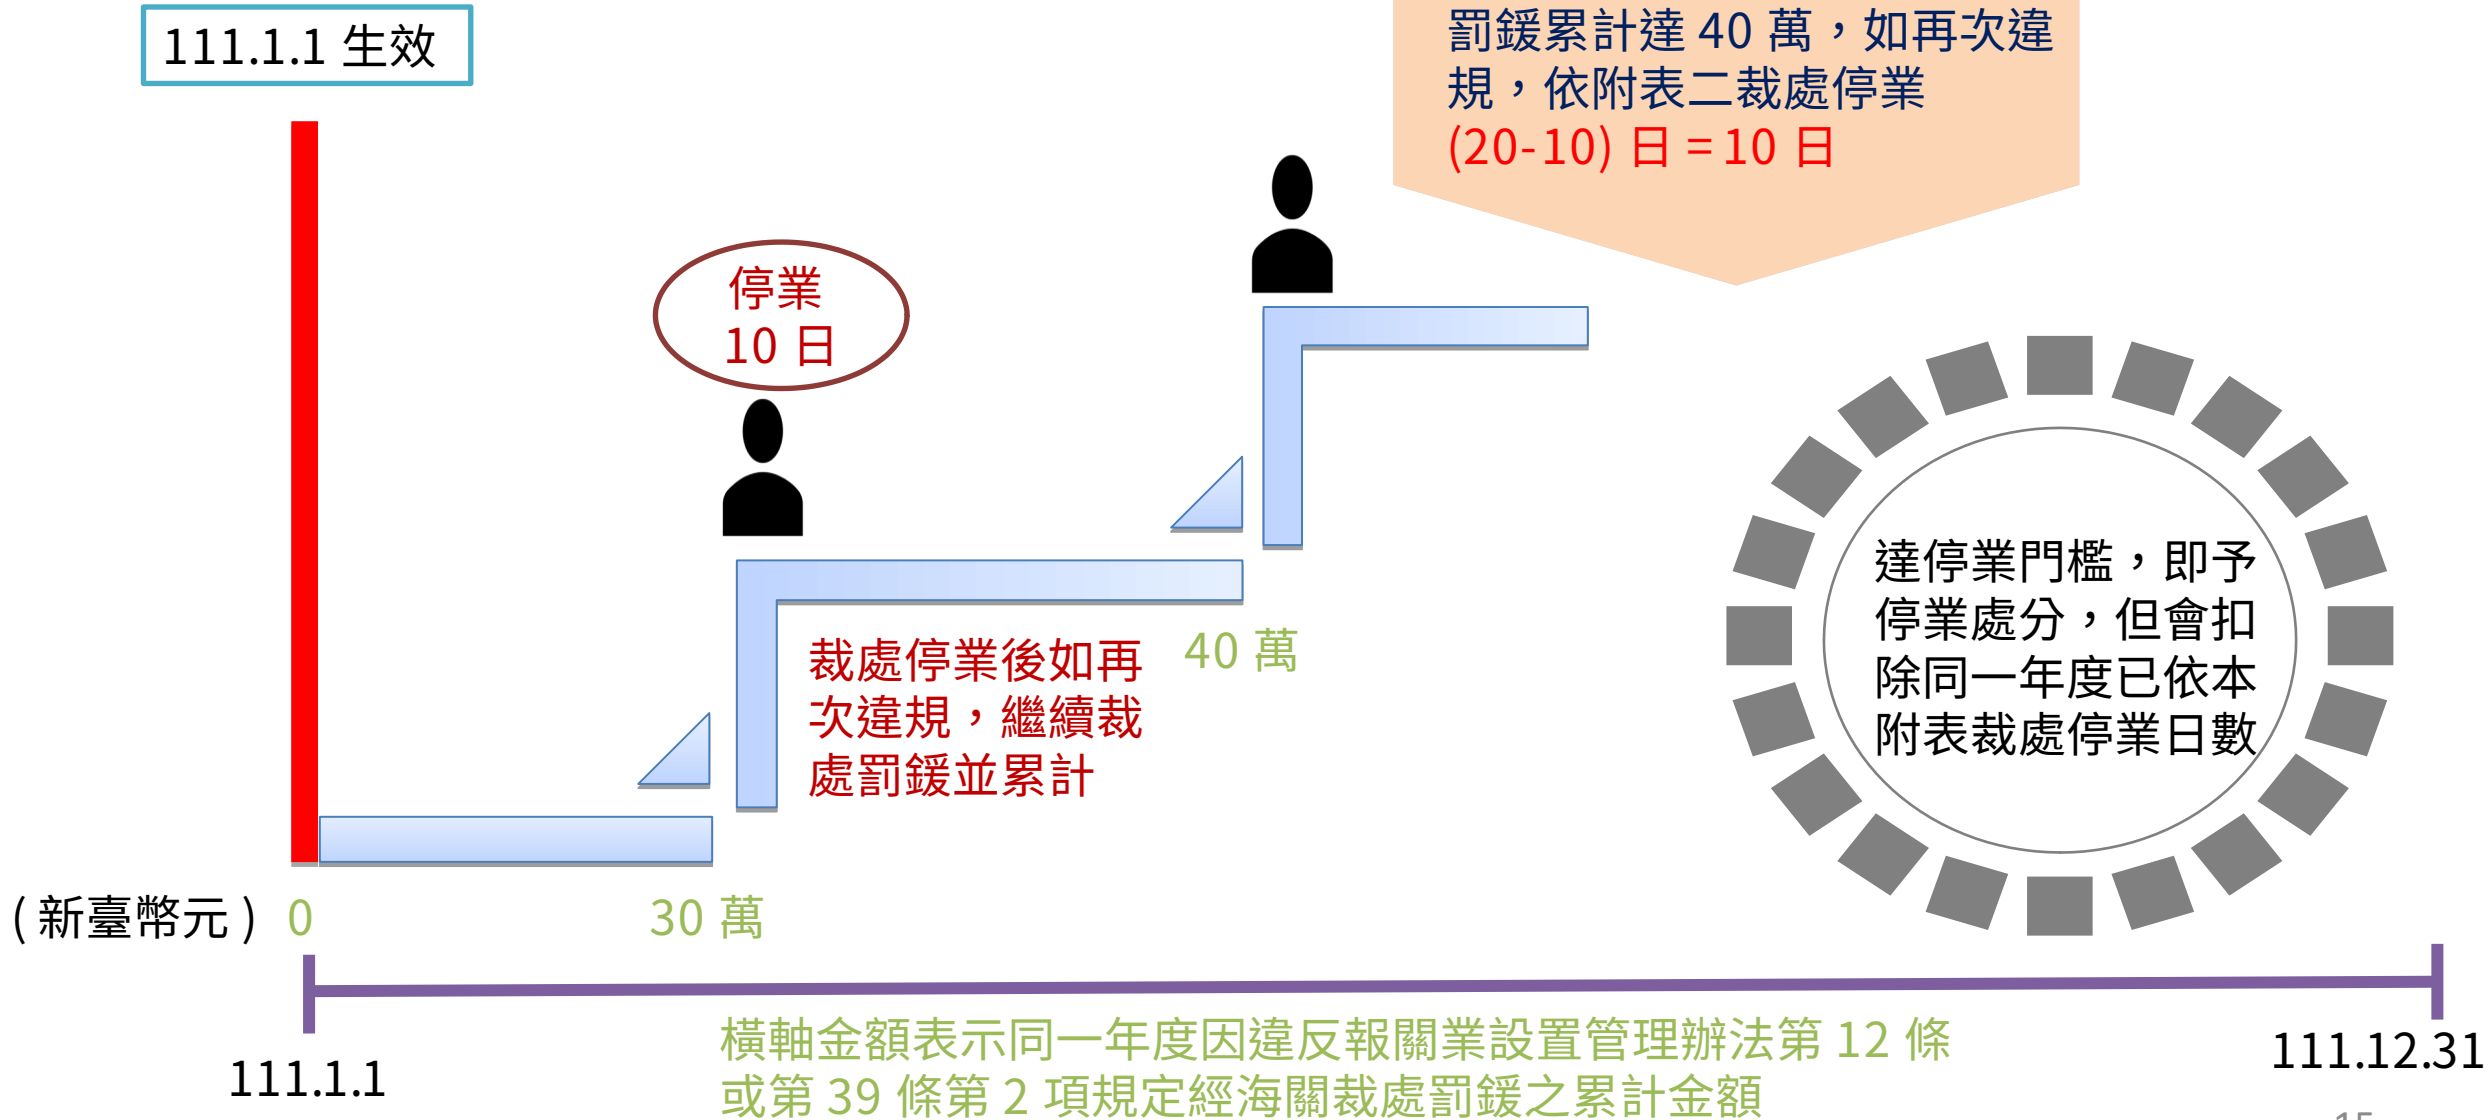 111.1.1 生效
罰鍰累計達 40 萬，如再次違
規，依附表二裁處停業
(20-10) 日 = 10 日
停業
10 日
達停業門檻，即予
停業處分，但會扣
除同一年度已依本
附表裁處停業日數
裁處停業後如再
次違規，繼續裁
處罰鍰並累計
40 萬
( 新臺幣元 ) 0
30 萬
橫軸金額表示同一年度因違反報關業設置管理辦法第 12 條
或第 39 條第 2 項規定經海關裁處罰鍰之累計金額
111.1.1
111.12.31
15